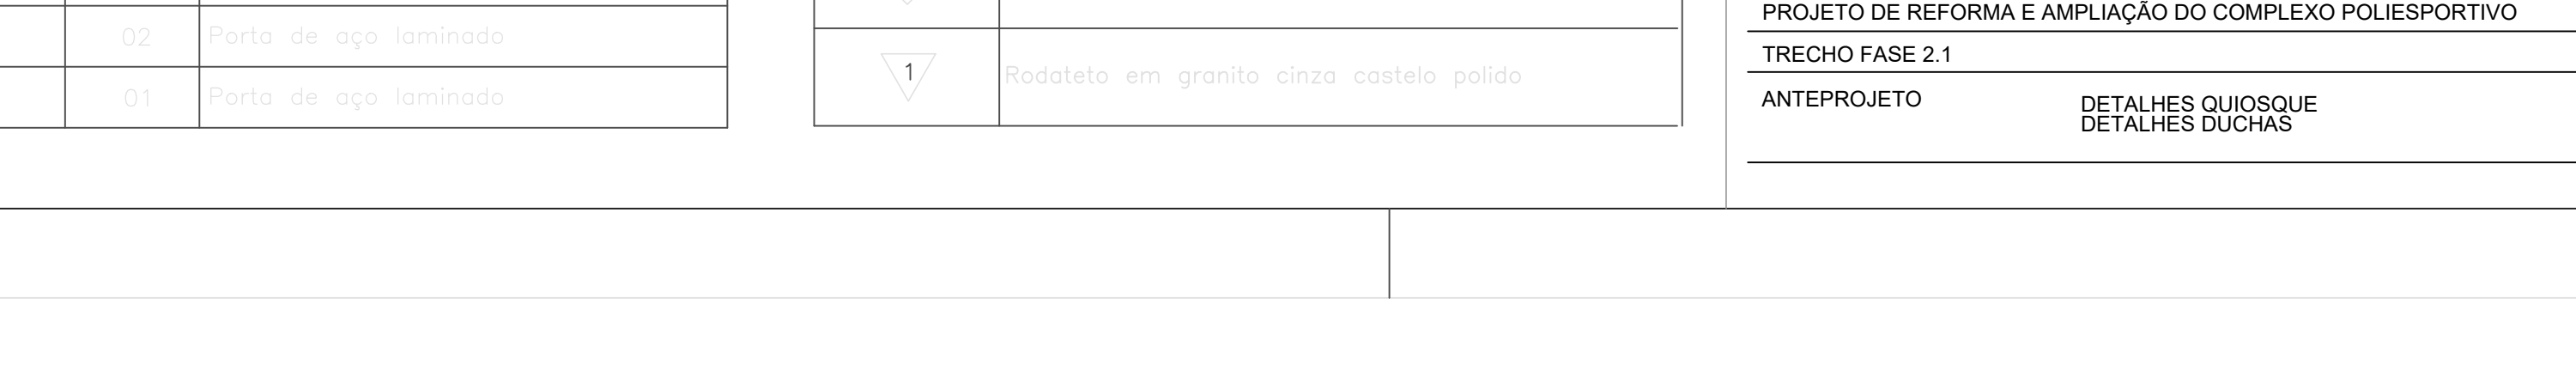 02 Porta de aço laminado
01 Porta de aço laminado
1 Rodateto em granito cinza castelo polido
PROJETO DE REFORMA E AMPLIAÇÃO DO COMPLEXO POLIESPORTIVO
TRECHO FASE 2.1
ANTEPROJETO
DETALHES QUIOSQUE
DETALHES DUCHAS